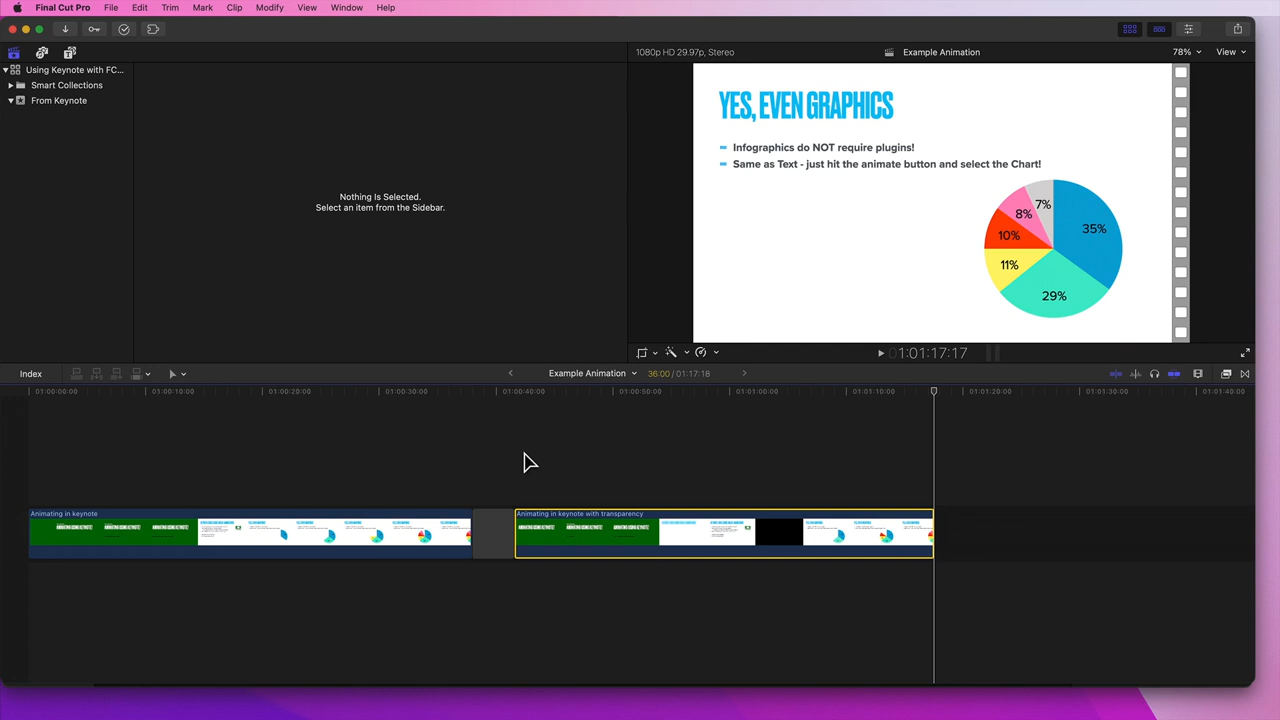 Final Cut Pro File Edit Trim Mark Clip Modify View Window Help
1080p HD 29.97p, Stereo Example Animation 78% View
Using Keynote with FC...
Smart Collections
From Keynote
Nothing Is Selected.
Select an item from the Sidebar.
YES, EVEN GRAPHICS
Infographics do NOT require plugins!
Same as Text - just hit the animate button and select the Chart!
7%
8%
35%
10%
11%
29%
01:01:17:17
Index Example Animation 36:00 / 01:17:18
01:00:00:00 01:00:10:00 01:00:20:00 01:00:30:00 01:00:40:00 01:00:50:00 01:01:00:00 01:01:10:00 01:01:20:00 01:01:30:00 01:01:40:00
Animating in keynote
Animating in keynote with transparency